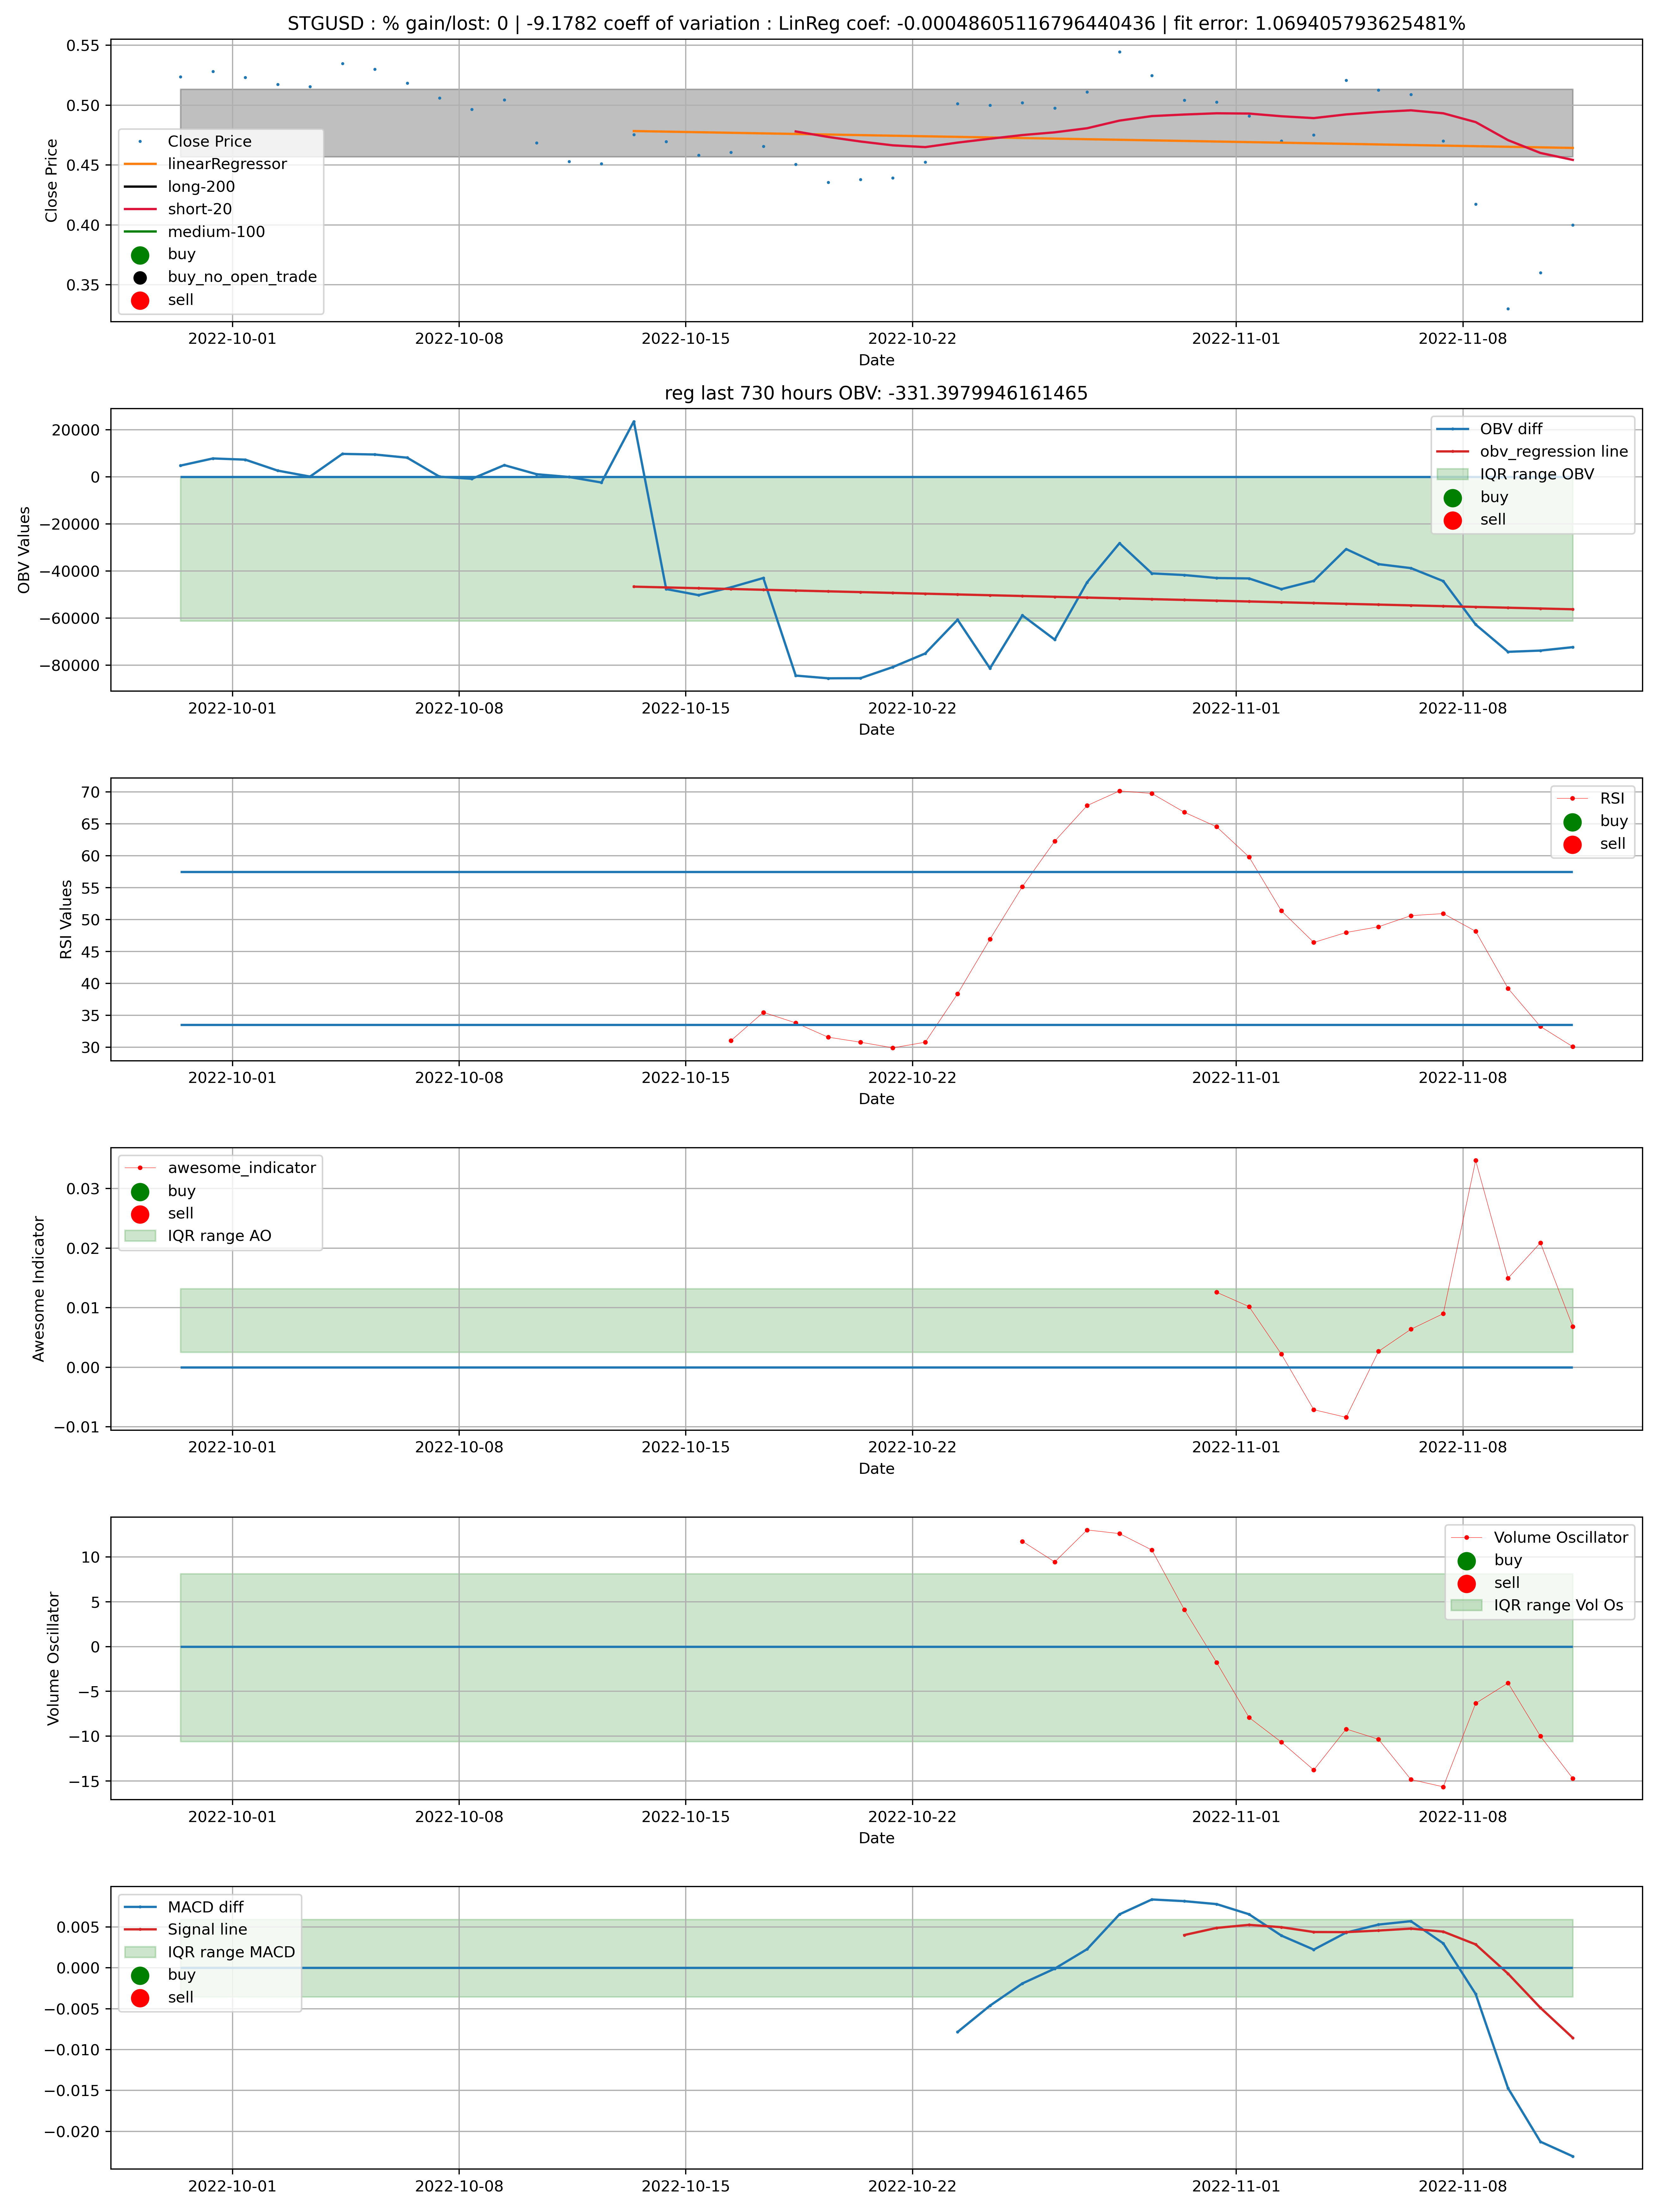 STGUSD : % gain/lost: 0 | -9.1782 coeff of variation : LinReg coef: -0.00048605116796440436 | fit error: 1.069405793625481%
0.55
0.50
0.45
0.40
0.35
Close Price
Close Price
linearRegressor
long-200
short-20
medium-100
buy
buy_no_open_trade
sell
2022-10-01 2022-10-08 2022-10-15 2022-10-22 2022-11-01 2022-11-08
Date
reg last 730 hours OBV: -331.3979946161465
20000
0
−20000
−40000
−60000
−80000
OBV Values
OBV diff
obv_regression line
IQR range OBV
buy
sell
2022-10-01 2022-10-08 2022-10-15 2022-10-22 2022-11-01 2022-11-08
Date
70
65
60
55
50
45
40
35
30
RSI Values
RSI
buy
sell
2022-10-01 2022-10-08 2022-10-15 2022-10-22 2022-11-01 2022-11-08
Date
0.03
0.02
0.01
0.00
−0.01
Awesome Indicator
awesome_indicator
buy
sell
IQR range AO
2022-10-01 2022-10-08 2022-10-15 2022-10-22 2022-11-01 2022-11-08
Date
10
5
0
−5
−10
−15
Volume Oscillator
Volume Oscillator
buy
sell
IQR range Vol Os
2022-10-01 2022-10-08 2022-10-15 2022-10-22 2022-11-01 2022-11-08
Date
0.005
0.000
−0.005
−0.010
−0.015
−0.020
MACD diff
Signal line
IQR range MACD
buy
sell
2022-10-01 2022-10-08 2022-10-15 2022-10-22 2022-11-01 2022-11-08